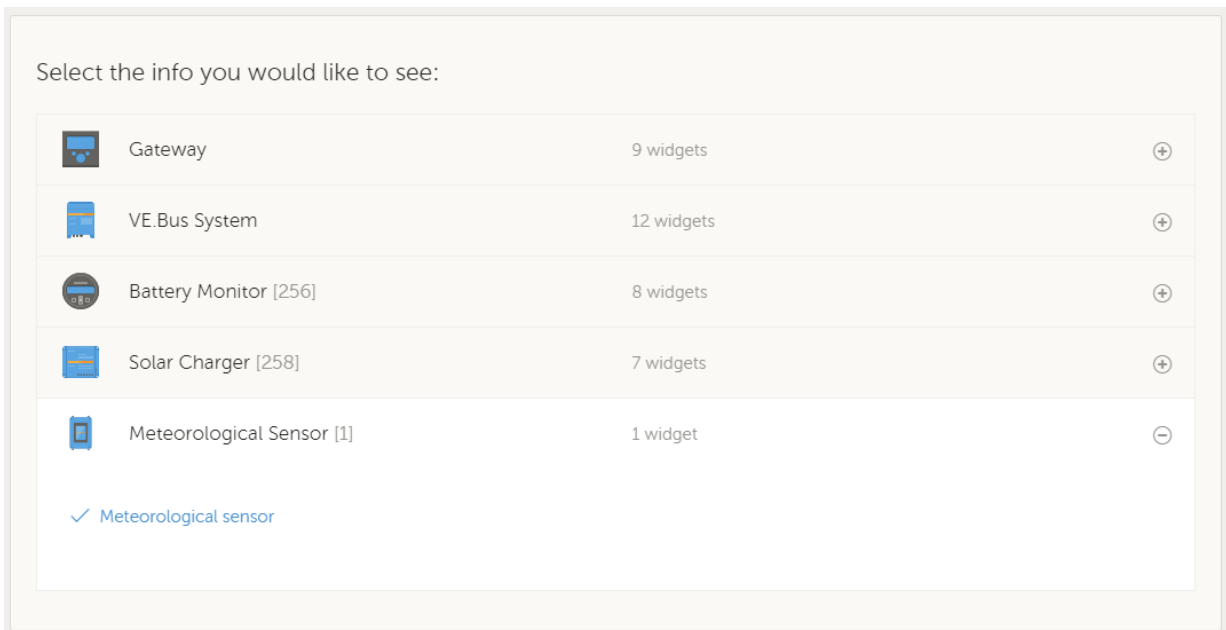 Select the info you would like to see:
Gateway 9 widgets
VE.Bus System 12 widgets
Battery Monitor [256] 8 widgets
Solar Charger [258] 7 widgets
Meteorological Sensor [1] 1 widget
Meteorological sensor